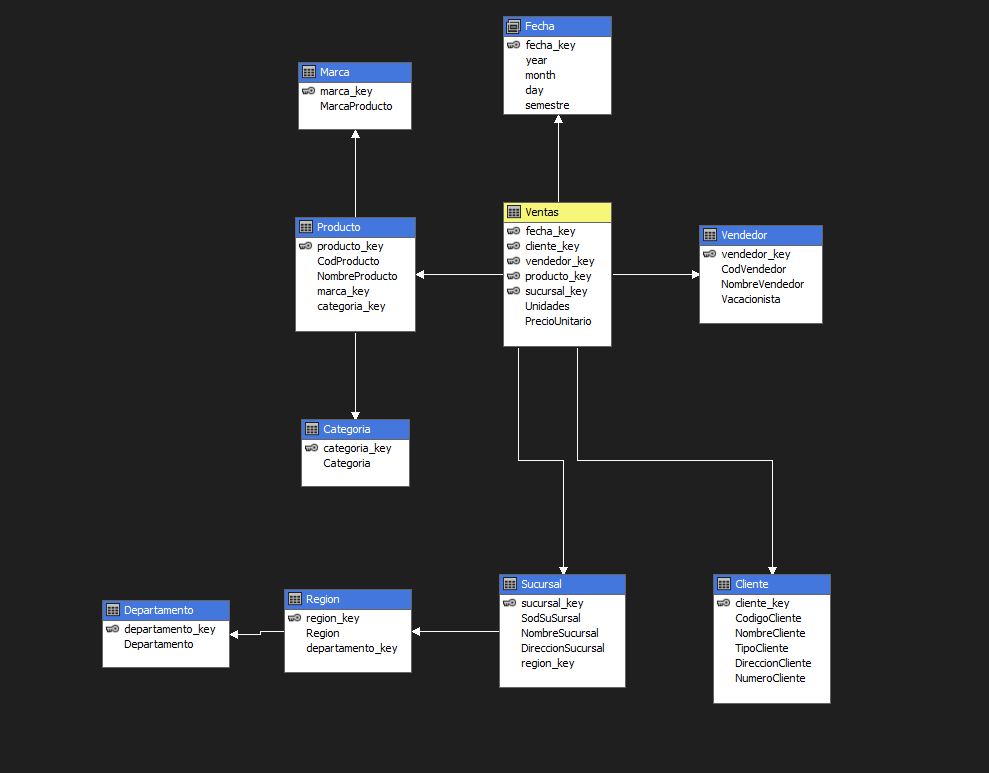 Fecha
fecha_key
year
month
day
semestre
Marca
marca_key
MarcaProducto
Ventas
fecha_key
cliente_key
vendedor_key
producto_key
sucursal_key
Unidades
PrecioUnitario
Producto
producto_key
CodProducto
NombreProducto
marca_key
categoria_key
Vendedor
vendedor_key
CodVendedor
NombreVendedor
Vacacionista
Categoria
categoria_key
Categoria
Departamento
departamento_key
Departamento
Region
region_key
Region
departamento_key
Sucursal
sucursal_key
SodSuSursal
NombreSucursal
DireccionSucursal
region_key
Cliente
cliente_key
CodigoCliente
NombreCliente
TipoCliente
DireccionCliente
NumeroCliente